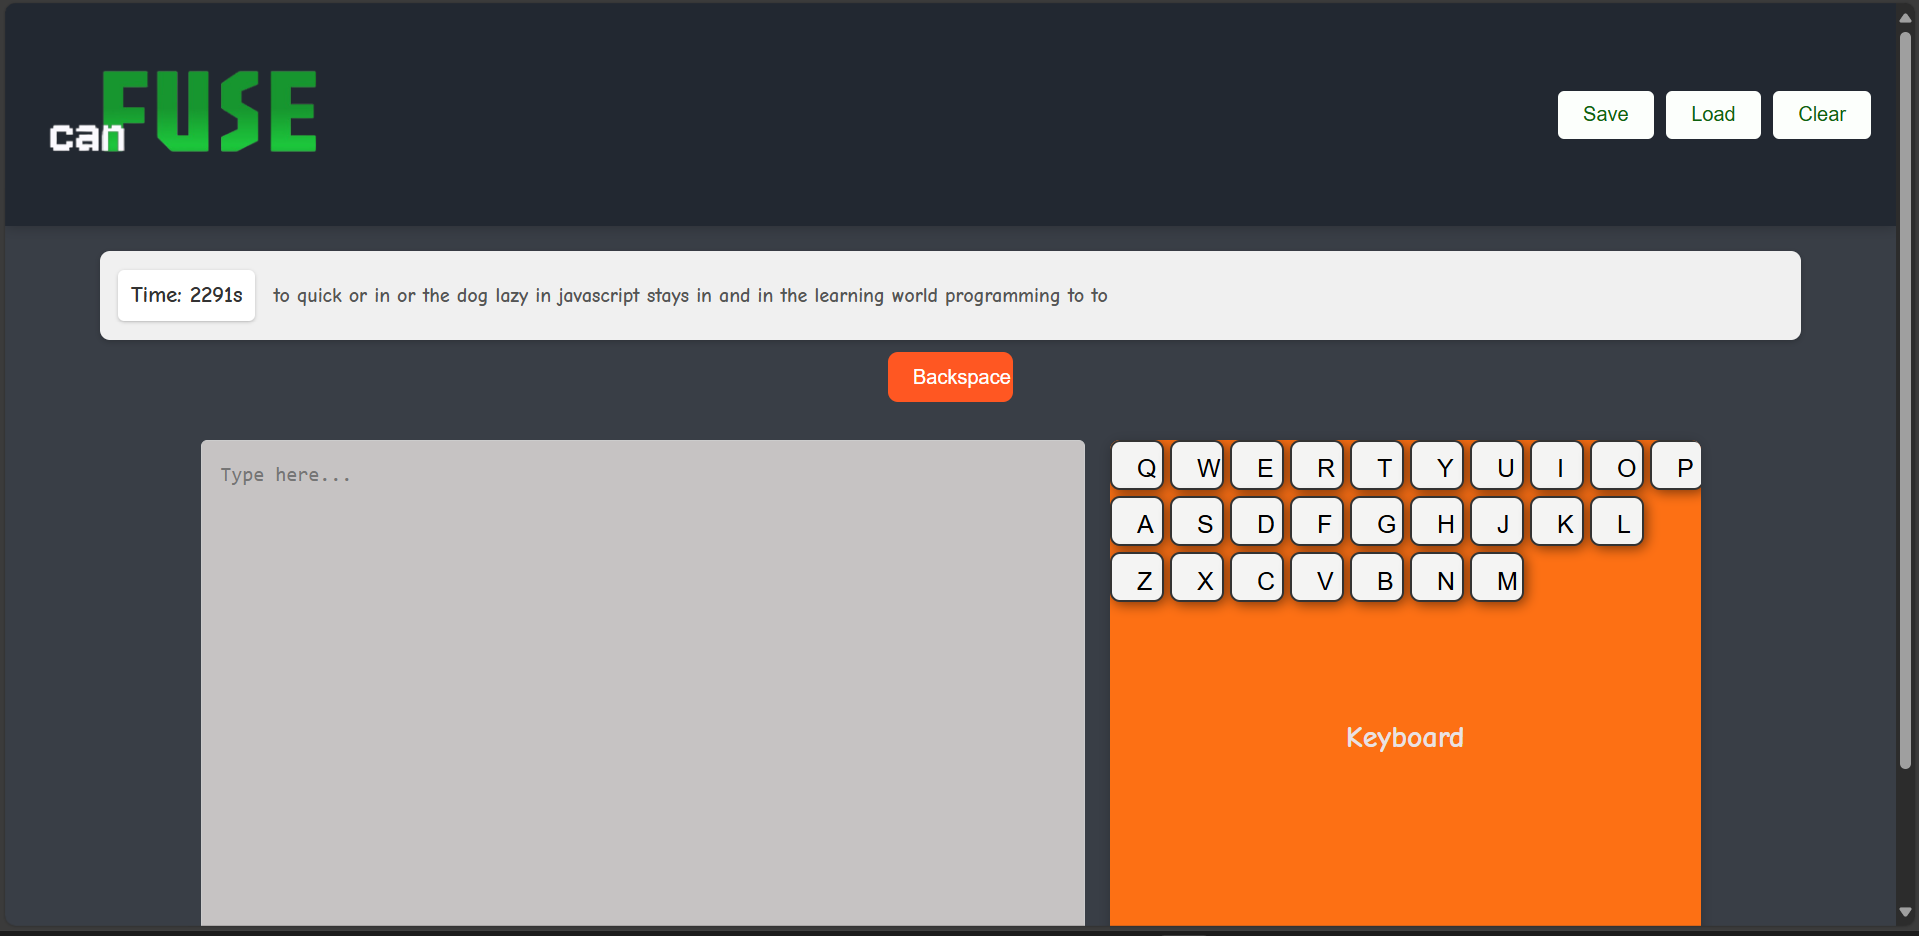 canFUSE
Save Load Clear
Time: 2291s to quick or in or the dog lazy in javascript stays in and in the learning world programming to to
Backspace
Type here...
Q W E R T Y U I O P
A S D F G H J K L
Z X C V B N M
Keyboard